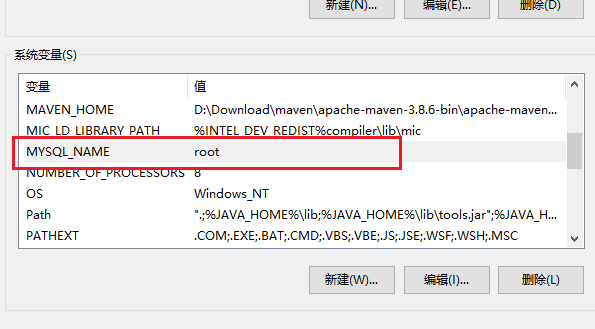 新建(N)... 编辑(E)... 删除(D)
系统变量(S)
变量 值
MAVEN_HOME D:\Download\maven\apache-maven-3.8.6-bin\apache-maven...
MIC_LD_LIBRARY_PATH %INTEL_DEV_REDIST%compiler\lib\mic
MYSQL_NAME root
NUMBER_OF_PROCESSORS 8
OS Windows_NT
Path ".;%JAVA_HOME%\lib;%JAVA_HOME%\lib\tools.jar";%JAVA_H...
PATHEXT .COM;.EXE;.BAT;.CMD;.VBS;.VBE;.JS;.JSE;.WSF;.WSH;.MSC
新建(W)... 编辑(I)... 删除(L)